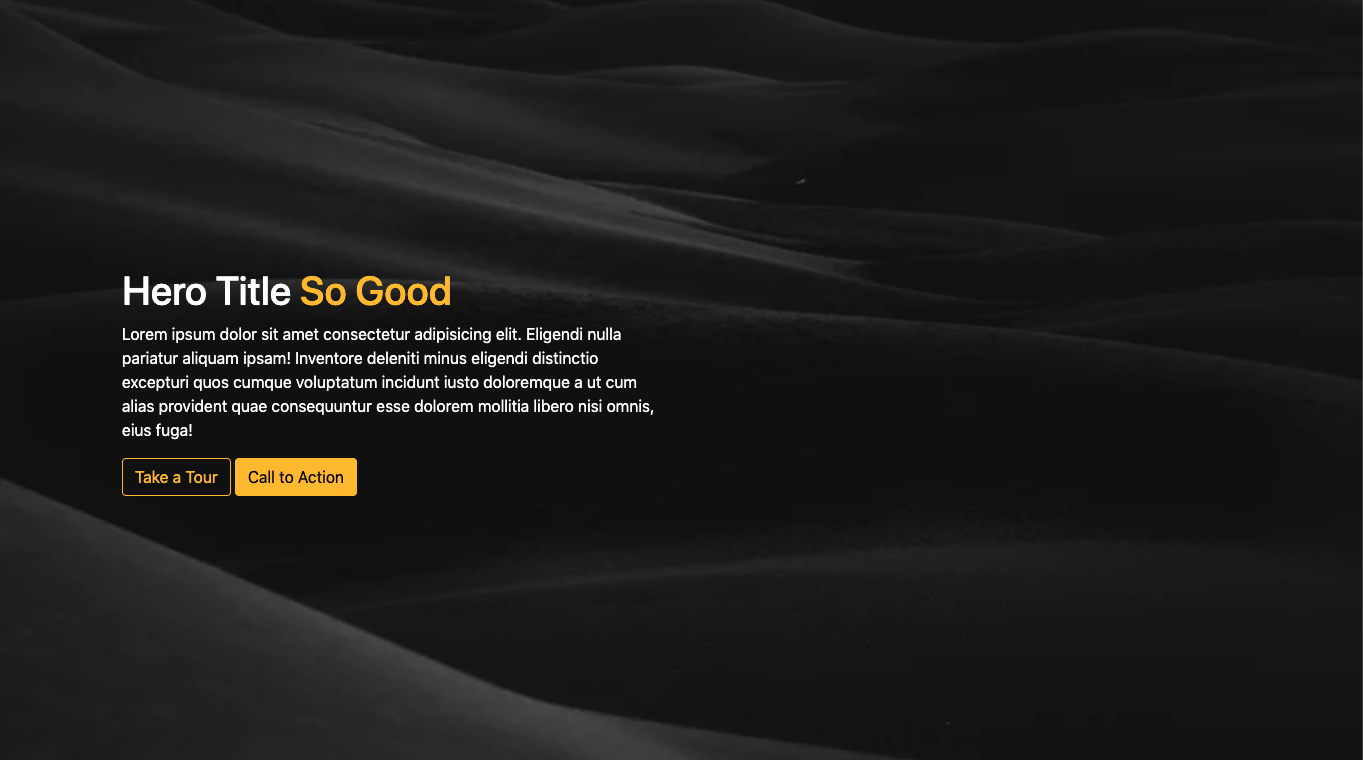 Hero Title So Good
Lorem ipsum dolor sit amet consectetur adipisicing elit. Eligendi nulla
pariatur aliquam ipsam! Inventore deleniti minus eligendi distinctio
excepturi quos cumque voluptatum incidunt iusto doloremque a ut cum
alias provident quae consequuntur esse dolorem mollitia libero nisi omnis,
eius fuga!
Take a Tour Call to Action